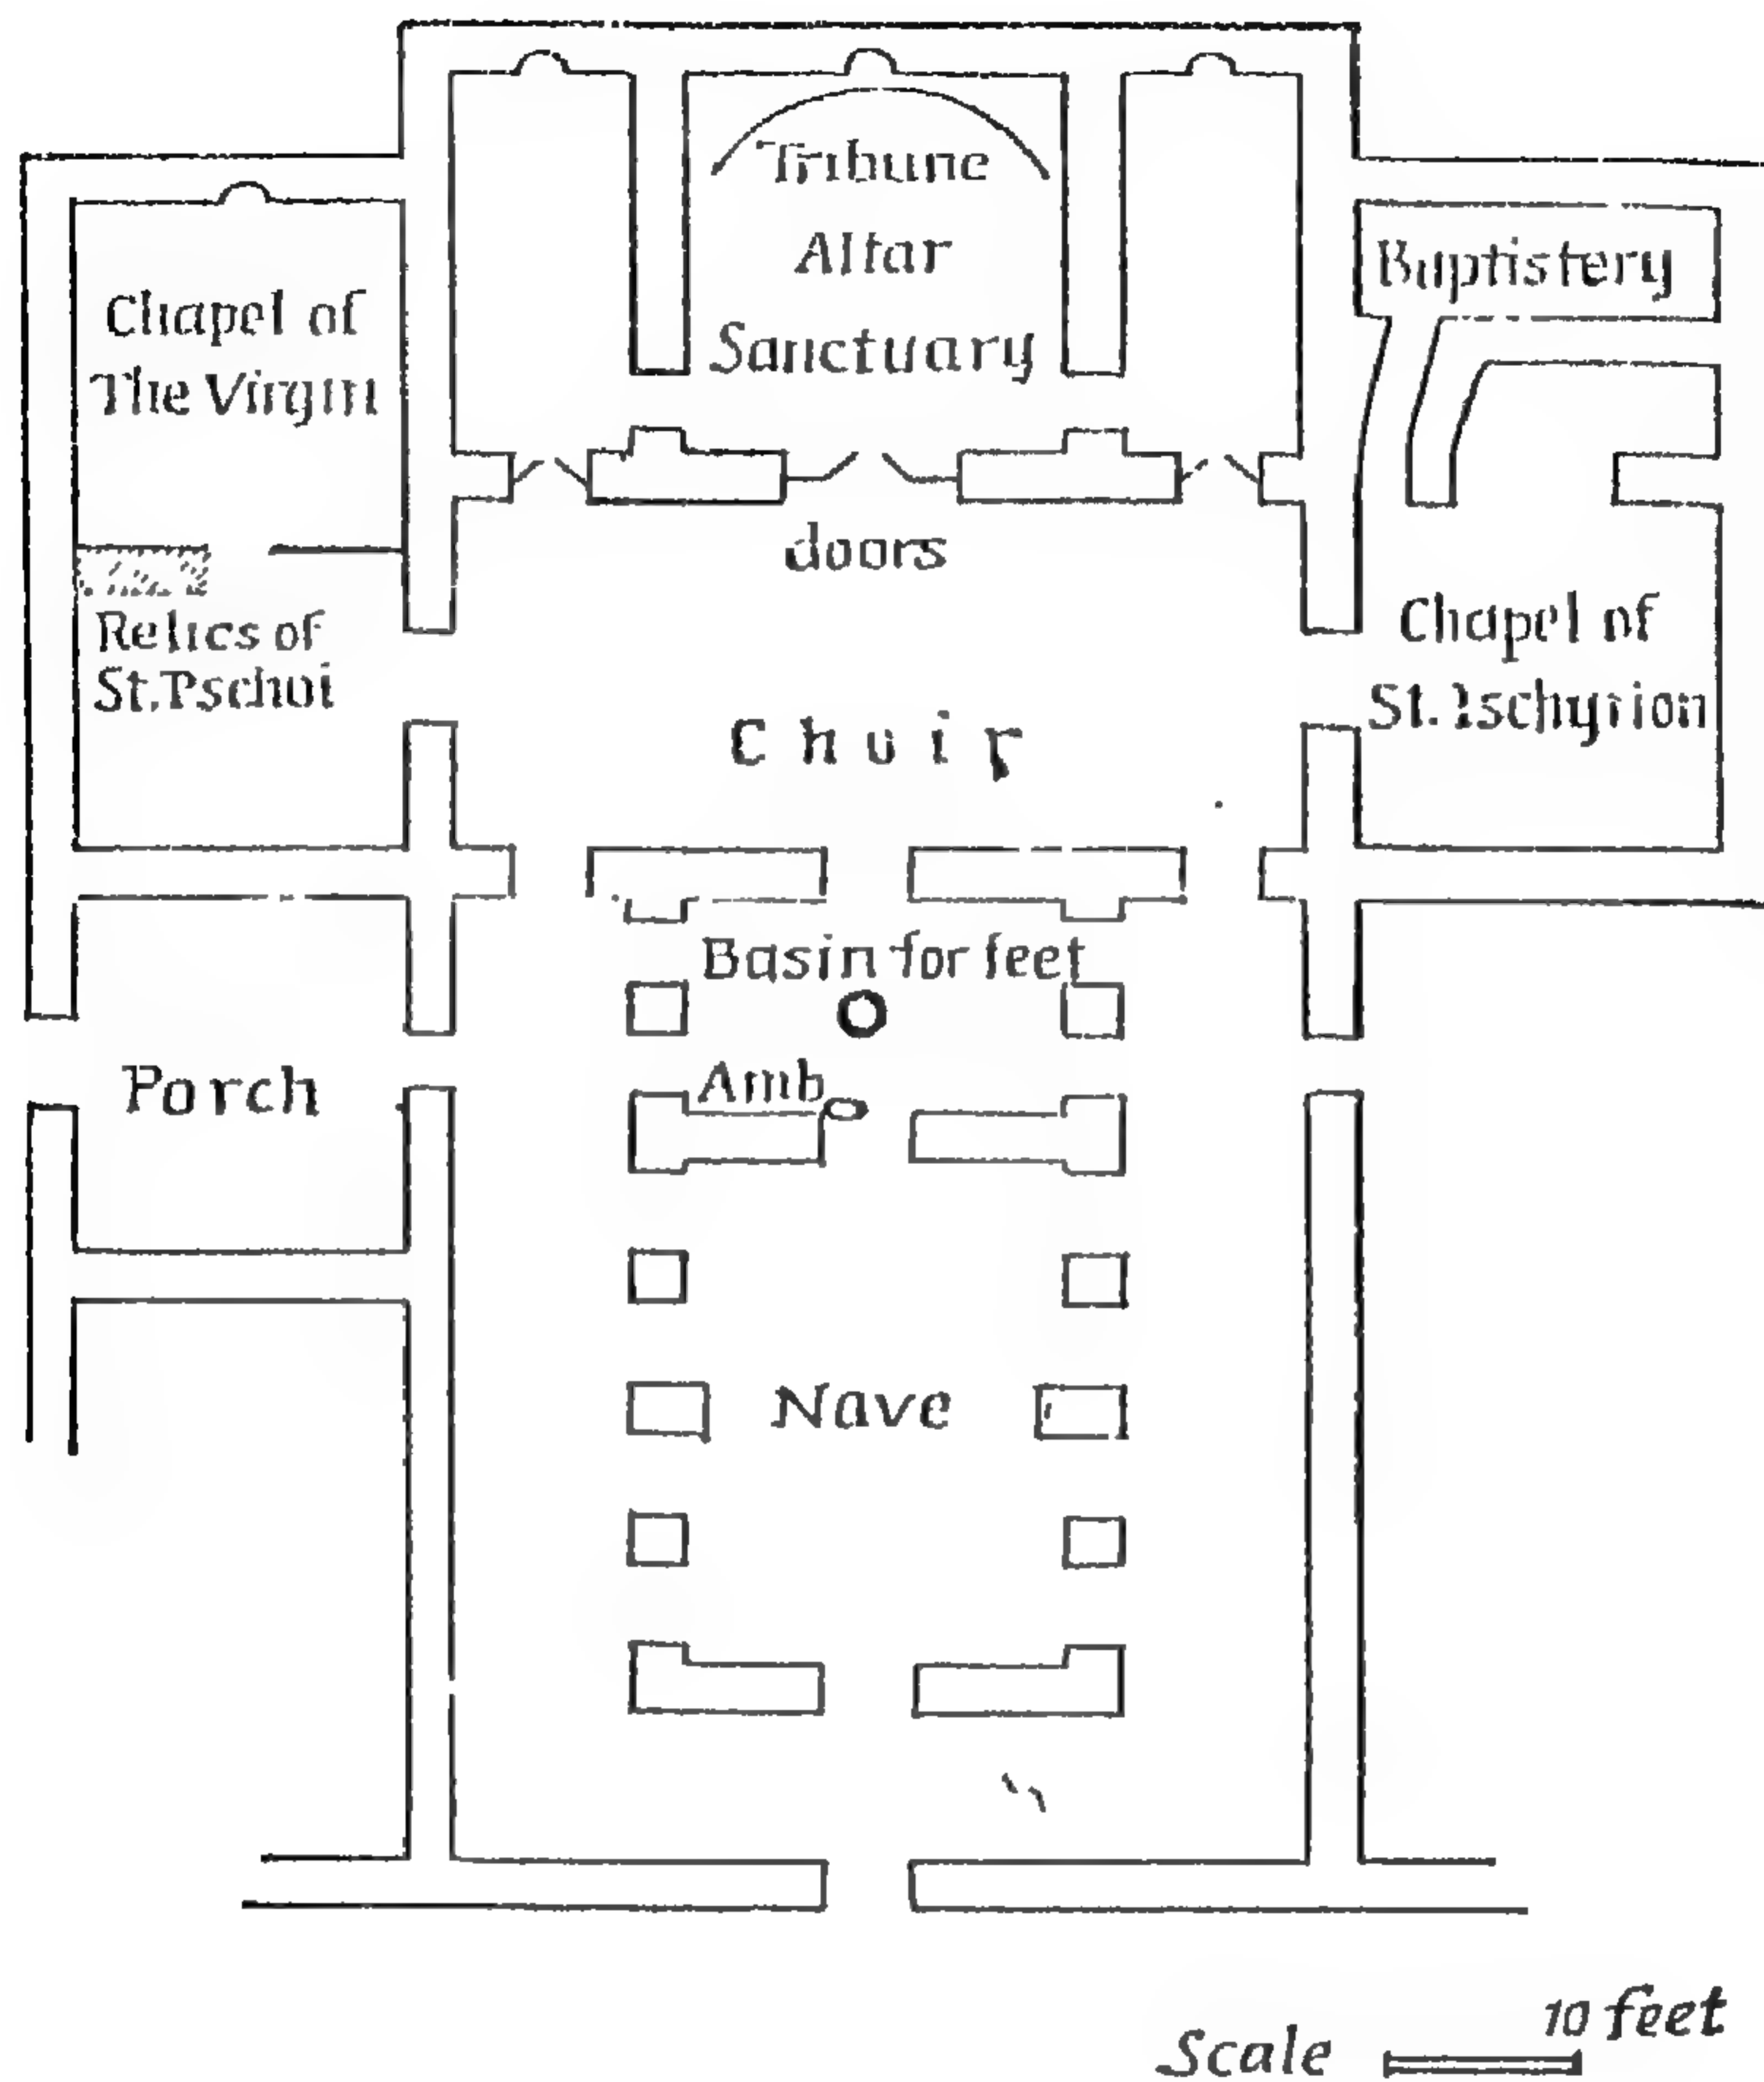 Tribune
Altar
Sanctuary
Baptistery
Chapel of
The Virgin
doors
Relics of
St. Pschoi
Chapel of
St. Ischyrion
Choir
Basin for feet
Amb
Porch
Nave
10 feet
Scale